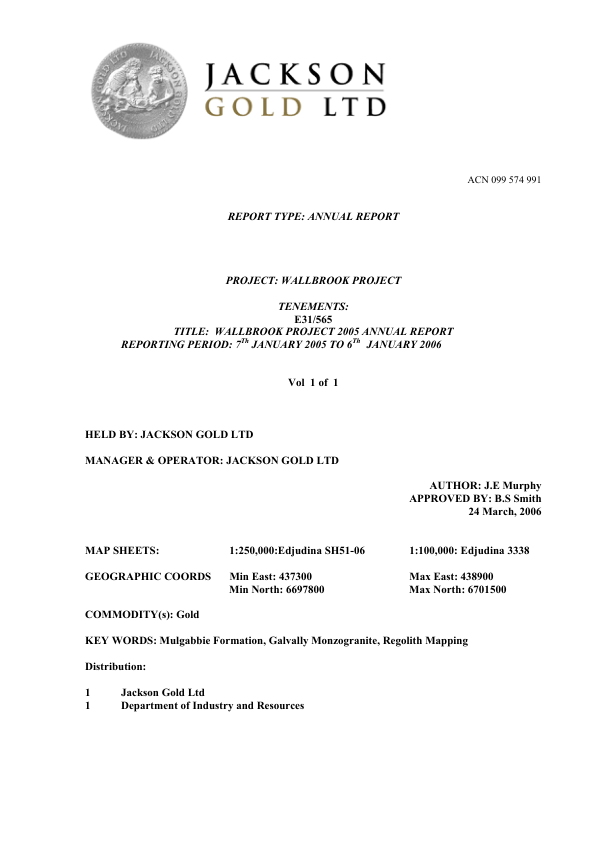 JACKSON GOLD LTD JACKSON GOLD LTD
JACKSON
GOLD LTD
ACN 099 574 991
REPORT TYPE: ANNUAL REPORT
PROJECT: WALLBROOK PROJECT
TENEMENTS:
E31/565
TITLE: WALLBROOK PROJECT 2005 ANNUAL REPORT
REPORTING PERIOD: 7Th JANUARY 2005 TO 6Th JANUARY 2006
Vol 1 of 1
HELD BY: JACKSON GOLD LTD
MANAGER & OPERATOR: JACKSON GOLD LTD
AUTHOR: J.E Murphy
APPROVED BY: B.S Smith
24 March, 2006
MAP SHEETS: 1:250,000:Edjudina SH51-06 1:100,000: Edjudina 3338
GEOGRAPHIC COORDS Min East: 437300 Max East: 438900
Min North: 6697800 Max North: 6701500
COMMODITY(s): Gold
KEY WORDS: Mulgabbie Formation, Galvally Monzogranite, Regolith Mapping
Distribution:
1 Jackson Gold Ltd
1 Department of Industry and Resources